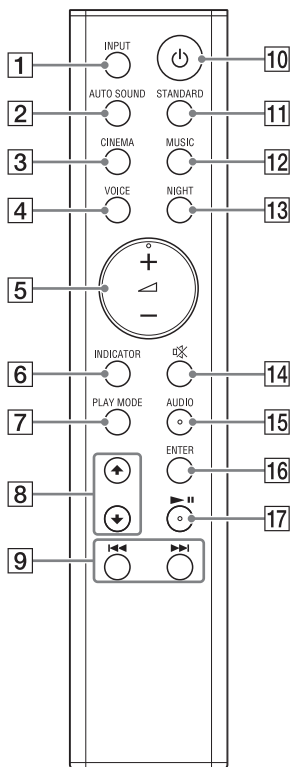 INPUT
1
10
AUTO SOUND
STANDARD
2
11
CINEMA
MUSIC
3
12
VOICE
NIGHT
4
13
+
5
–
INDICATOR
6
14
PLAY MODE
AUDIO
7
15
ENTER
8
16
17
9